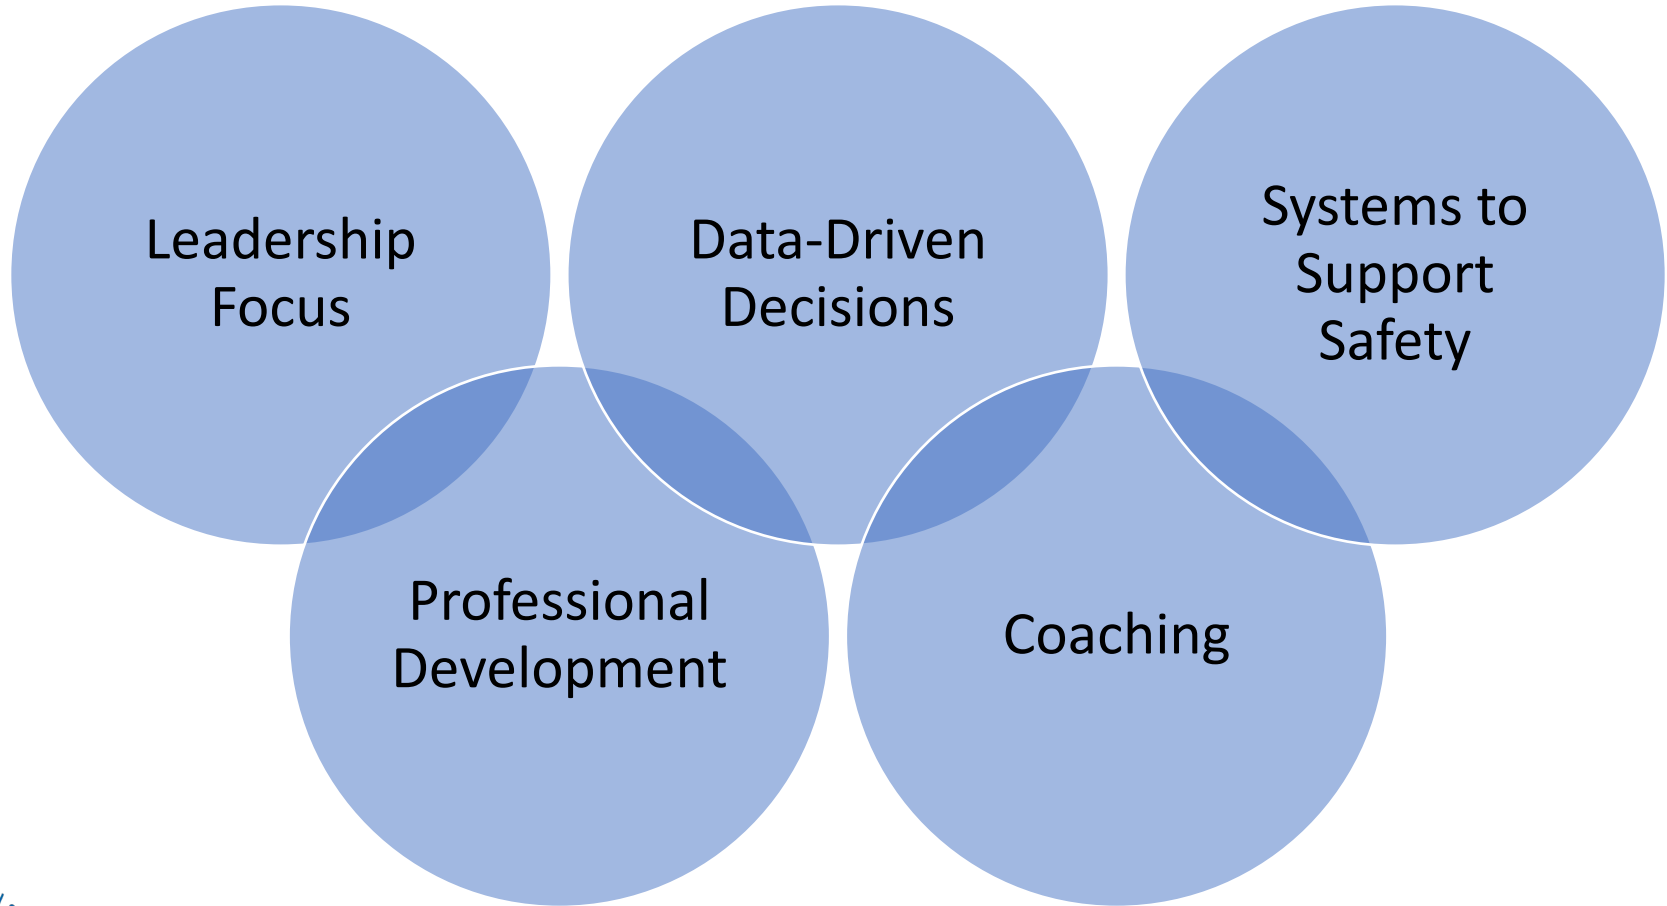 Leadership
Focus
Data-Driven
Decisions
Systems to
Support
Safety
Professional
Development
Coaching